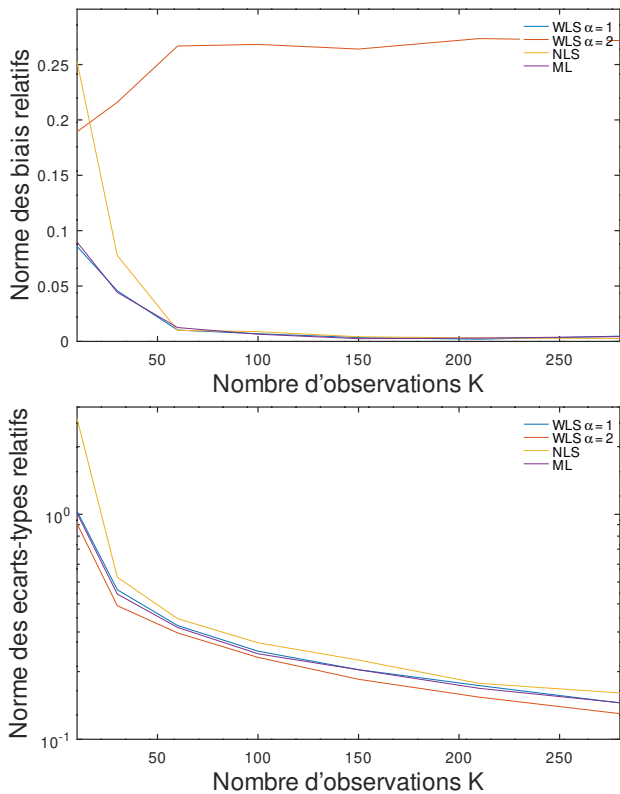 WLS α = 1
WLS α = 2
NLS
ML
0.25
0.2
0.15
0.1
0.05
0
Norme des biais relatifs
50 100 150 200 250
Nombre d'observations K
WLS α = 1
WLS α = 2
NLS
ML
10^0
10^-1
Norme des ecarts-types relatifs
50 100 150 200 250
Nombre d'observations K